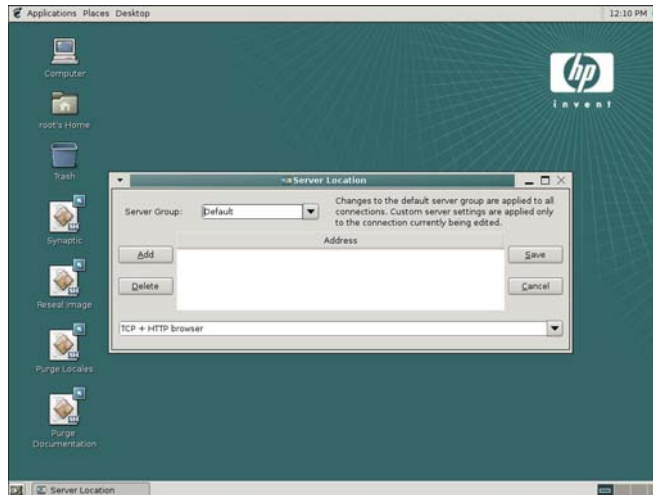 Applications Places Desktop
12:10 PM
Computer
root's Home
Trash
Synaptic
Reseal Image
Purge Locales
Purge
Documentation
hp
invent
Server Location
Server Group:
Default
Changes to the default server group are applied to all
connections. Custom server settings are applied only
to the connection currently being edited.
Address
Add
Save
Delete
Cancel
TCP + HTTP browser
Server Location